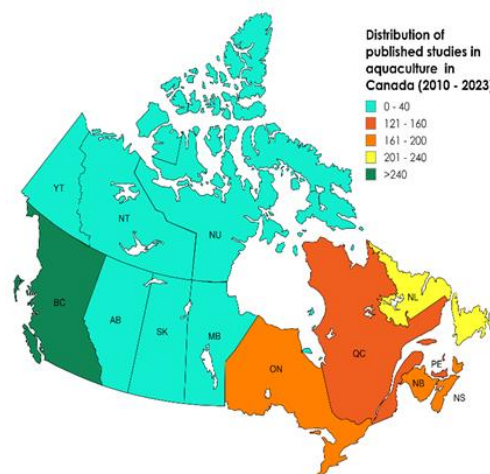 Distribution of
published studies in
aquaculture in
Canada (2010 - 2023)
0 - 40
121 - 160
161 - 200
201 - 240
>240
YT
NT
NU
BC
AB
SK
MB
ON
QC
NL
PE
NB
NS